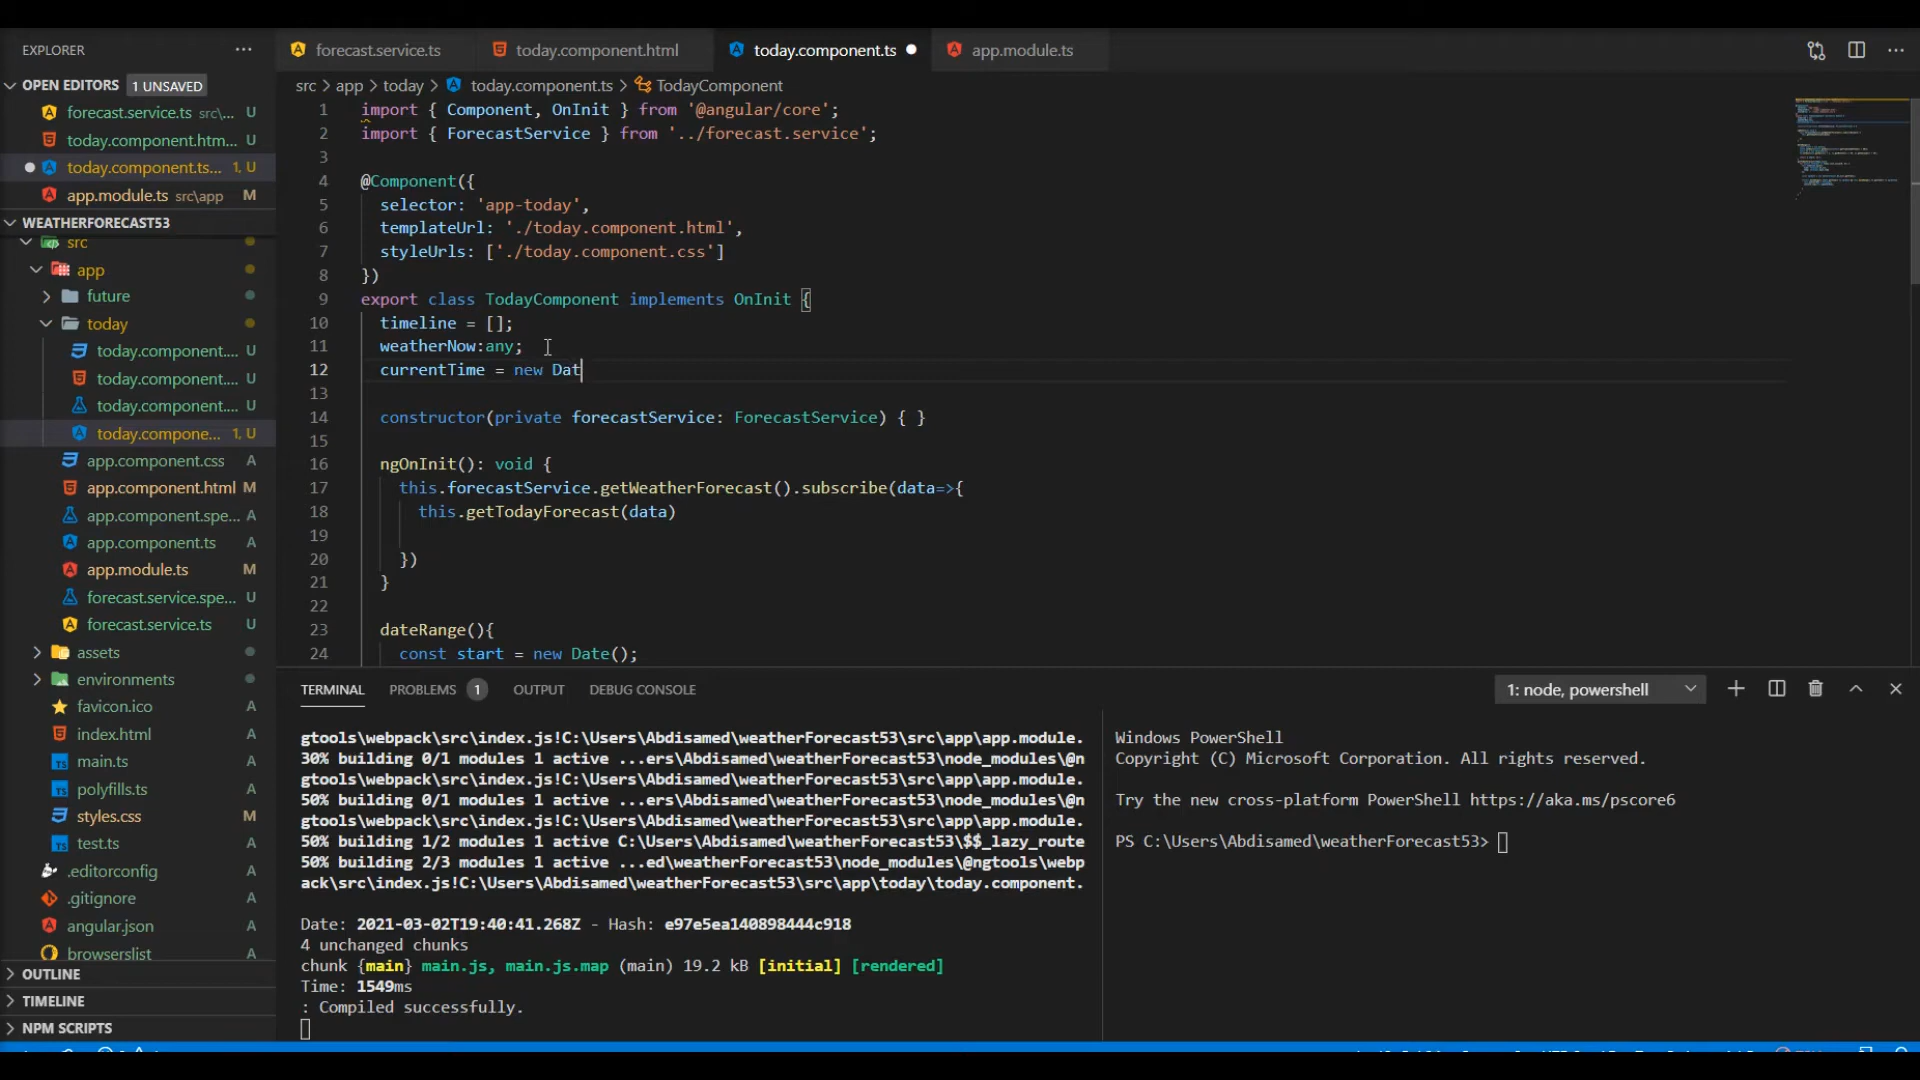 EXPLORER
OPEN EDITORS 1 UNSAVED
forecast.service.ts src\... U
today.component.htm... U
today.component.ts... 1, U
app.module.ts src\app M
WEATHERFORECAST53
src
app
future
today
today.component.... U
today.component.... U
today.component.... U
today.compone... 1, U
app.component.css A
app.component.html M
app.component.spe... A
app.component.ts A
app.module.ts M
forecast.service.spe... U
forecast.service.ts U
assets
environments
favicon.ico A
index.html A
main.ts A
polyfills.ts A
styles.css M
test.ts A
.editorconfig A
.gitignore A
angular.json A
browserslist A
OUTLINE
TIMELINE
NPM SCRIPTS
forecast.service.ts today.component.html today.component.ts app.module.ts
src > app > today > today.component.ts > TodayComponent
1 import { Component, OnInit } from '@angular/core';
2 import { ForecastService } from '../forecast.service';
3
4 @Component({
5 selector: 'app-today',
6 templateUrl: './today.component.html',
7 styleUrls: ['./today.component.css']
8 })
9 export class TodayComponent implements OnInit {
10 timeline = [];
11 weatherNow:any;
12 currentTime = new Dat
13
14 constructor(private forecastService: ForecastService) { }
15
16 ngOnInit(): void {
17 this.forecastService.getWeatherForecast().subscribe(data=>{
18 this.getTodayForecast(data)
19
20 })
21 }
22
23 dateRange(){
24 const start = new Date();
TERMINAL PROBLEMS 1 OUTPUT DEBUG CONSOLE 1: node, powershell
gtools\webpack\src\index.js!C:\Users\Abdisamed\weatherForecast53\src\app\app.module.
30% building 0/1 modules 1 active ...ers\Abdisamed\weatherForecast53\node_modules\@n
gtools\webpack\src\index.js!C:\Users\Abdisamed\weatherForecast53\src\app\app.module.
50% building 0/1 modules 1 active ...ers\Abdisamed\weatherForecast53\node_modules\@n
gtools\webpack\src\index.js!C:\Users\Abdisamed\weatherForecast53\src\app\app.module.
50% building 1/2 modules 1 active C:\Users\Abdisamed\weatherForecast53\$$_lazy_route
50% building 2/3 modules 1 active ...ed\weatherForecast53\node_modules\@ngtools\webp
ack\src\index.js!C:\Users\Abdisamed\weatherForecast53\src\app\today\today.component.
Date: 2021-03-02T19:40:41.268Z - Hash: e97e5ea140898444c918
4 unchanged chunks
chunk {main} main.js, main.js.map (main) 19.2 kB [initial] [rendered]
Time: 1549ms
: Compiled successfully.
Windows PowerShell
Copyright (C) Microsoft Corporation. All rights reserved.
Try the new cross-platform PowerShell https://aka.ms/pscore6
PS C:\Users\Abdisamed\weatherForecast53>